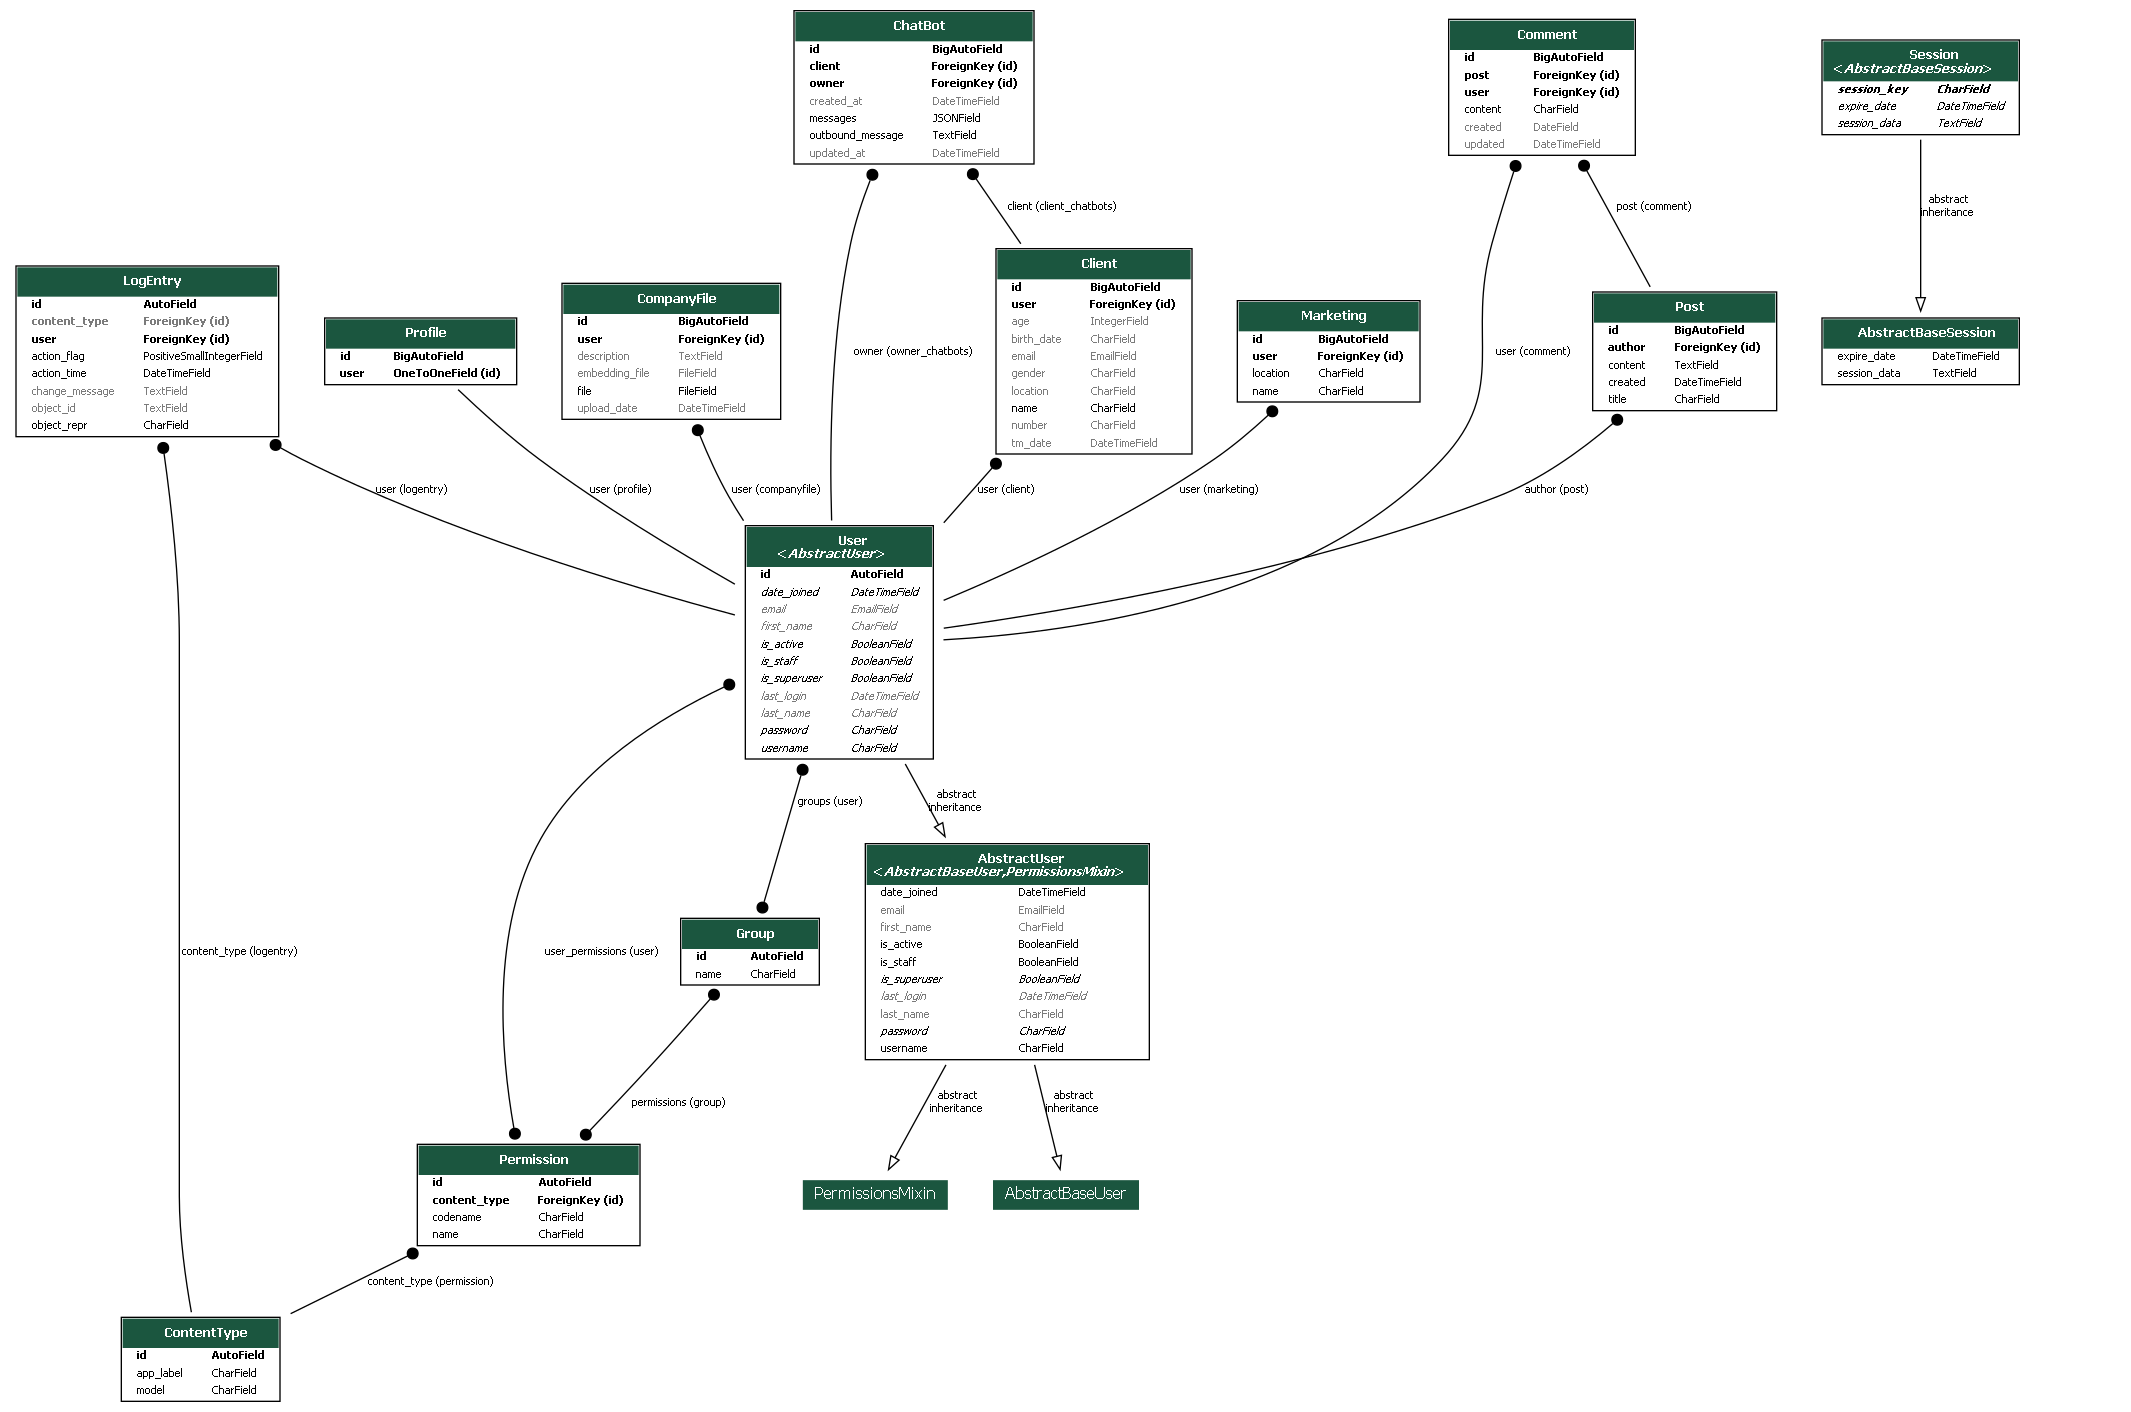 ChatBot
id BigAutoField
client ForeignKey (id)
owner ForeignKey (id)
created_at DateTimeField
messages JSONField
outbound_message TextField
updated_at DateTimeField
Comment
id BigAutoField
post ForeignKey (id)
user ForeignKey (id)
content CharField
created DateField
updated DateTimeField
Session
<AbstractBaseSession>
session_key CharField
expire_date DateTimeField
session_data TextField
client (client_chatbots)
post (comment)
abstract
inheritance
LogEntry
id AutoField
content_type ForeignKey (id)
user ForeignKey (id)
action_flag PositiveSmallIntegerField
action_time DateTimeField
change_message TextField
object_id TextField
object_repr CharField
Profile
id BigAutoField
user OneToOneField (id)
CompanyFile
id BigAutoField
user ForeignKey (id)
description TextField
embedding_file FileField
file FileField
upload_date DateTimeField
owner (owner_chatbots)
Client
id BigAutoField
user ForeignKey (id)
age IntegerField
birth_date CharField
email EmailField
gender CharField
location CharField
name CharField
number CharField
tm_date DateTimeField
Marketing
id BigAutoField
user ForeignKey (id)
location CharField
name CharField
user (comment)
Post
id BigAutoField
author ForeignKey (id)
content TextField
created DateTimeField
title CharField
AbstractBaseSession
expire_date DateTimeField
session_data TextField
user (logentry)
user (profile)
user (companyfile)
user (client)
user (marketing)
author (post)
User
<AbstractUser>
id AutoField
date_joined DateTimeField
email EmailField
first_name CharField
is_active BooleanField
is_staff BooleanField
is_superuser BooleanField
last_login DateTimeField
last_name CharField
password CharField
username CharField
groups (user)
abstract
inheritance
content_type (logentry)
user_permissions (user)
Group
id AutoField
name CharField
AbstractUser
<AbstractBaseUser,PermissionsMixin>
date_joined DateTimeField
email EmailField
first_name CharField
is_active BooleanField
is_staff BooleanField
is_superuser BooleanField
last_login DateTimeField
last_name CharField
password CharField
username CharField
permissions (group)
abstract
inheritance
abstract
inheritance
Permission
id AutoField
content_type ForeignKey (id)
codename CharField
name CharField
PermissionsMixin
AbstractBaseUser
content_type (permission)
ContentType
id AutoField
app_label CharField
model CharField